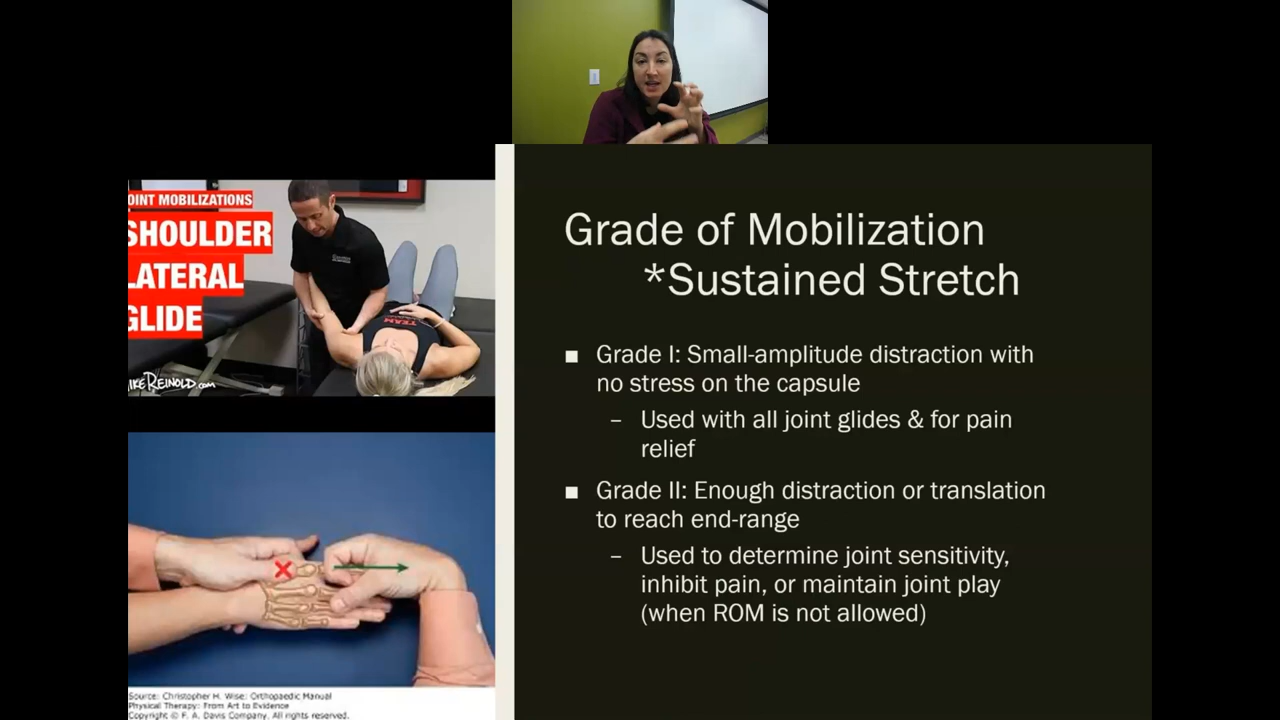 OINT MOBILIZATIONS
SHOULDER
LATERAL
GLIDE
TEAM
MIKEREINOLD.com
Source: Christopher H. Wise: Orthopaedic Manual
Physical Therapy: From Art to Evidence
Copyright © F. A. Davis Company. All rights reserved.
Grade of Mobilization
*Sustained Stretch
■ Grade I: Small-amplitude distraction with
no stress on the capsule
– Used with all joint glides & for pain
relief
■ Grade II: Enough distraction or translation
to reach end-range
– Used to determine joint sensitivity,
inhibit pain, or maintain joint play
(when ROM is not allowed)